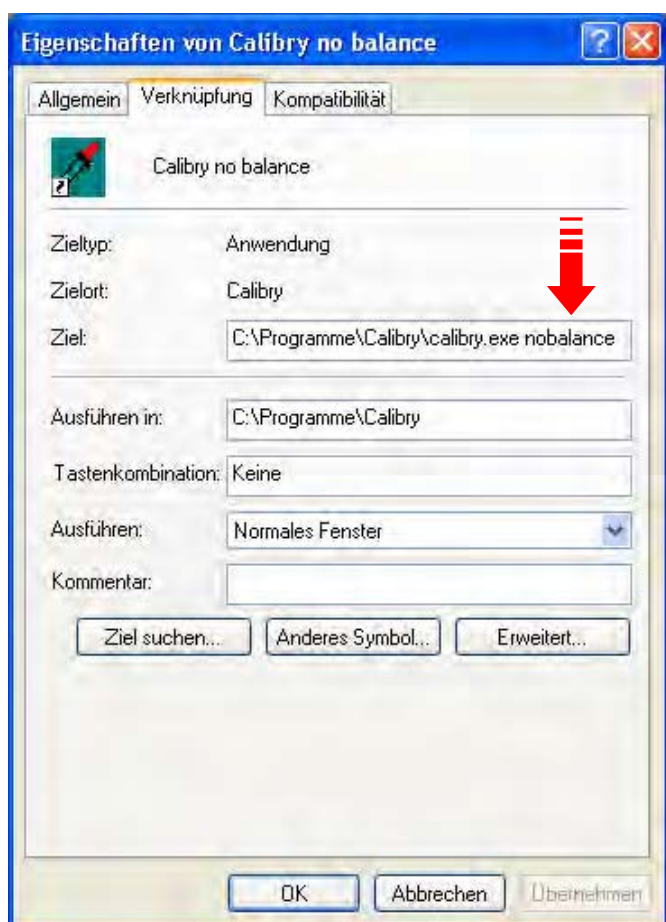 Eigenschaften von Calibry no balance
Allgemein Verknüpfung Kompatibilität
Calibry no balance
Zieltyp: Anwendung
Zielort: Calibry
Ziel: C:\Programme\Calibry\calibry.exe nobalance
Ausführen in: C:\Programme\Calibry
Tastenkombination: Keine
Ausführen: Normales Fenster
Kommentar:
Ziel suchen... Anderes Symbol... Erweitert...
OK Abbrechen Übernehmen